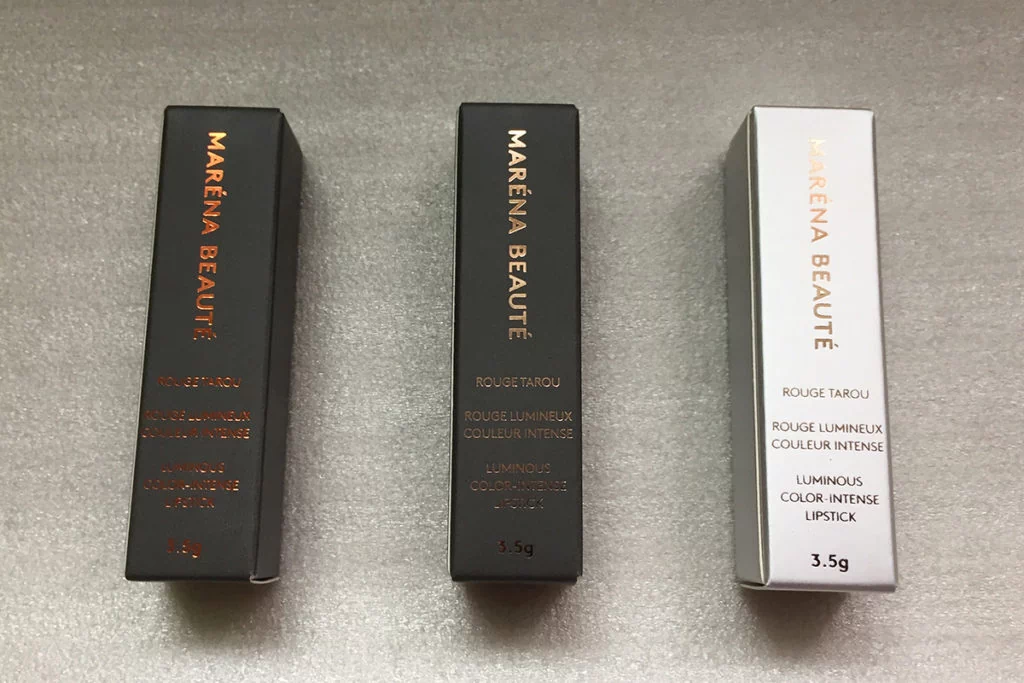 MARÉNA BEAUTÉ
ROUGE TAROU
ROUGE LUMINEUX
COULEUR INTENSE
LUMINOUS
COLOR-INTENSE
LIPSTICK
3.5g
MARÉNA BEAUTÉ
ROUGE TAROU
ROUGE LUMINEUX
COULEUR INTENSE
LUMINOUS
COLOR-INTENSE
LIPSTICK
3.5g
MARÉNA BEAUTÉ
ROUGE TAROU
ROUGE LUMINEUX
COULEUR INTENSE
LUMINOUS
COLOR-INTENSE
LIPSTICK
3.5g